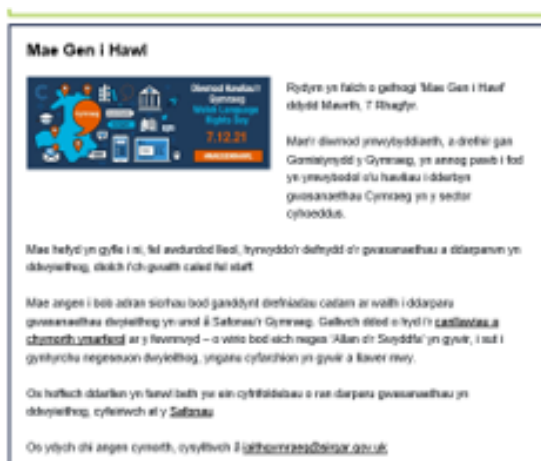 Mae Gen i Hawl
Diwrnod Hawliau'r
Gymraeg
Welsh Language
Rights Day
7.12.21
Rydym yn falch o gefnogi 'Mae Gen i Hawl'
ddydd Mawrth, 7 Rhagfyr.
Mae'r diwrnod ymwybyddiaeth, a drefnir gan
Gomisiynydd y Gymraeg, yn annog pawb i fod
yn ymwybodol o'u hawliau i dderbyn
gwasanaethau Cymraeg yn y sector
cyhoeddus.
Mae hefyd yn gyfle i ni, fel awdurdod lleol, hyrwyddo'r defnydd o'r gwasanaethau a ddarparwn yn
ddwyieithog, diolch i'ch gwaith caled fel staff.
Mae angen i bob adran sicrhau bod ganddynt drefniadau cadarn ar waith i ddarparu
gwasanaethau dwyieithog yn unol â Safonau'r Gymraeg. Gallwch ddod o hyd i'r canllawiau a
chymorth ymarferol ar y fewnrwyd – o wirio bod eich neges 'Allan o'r Swyddfa' yn gywir, i sut i
gynhyrchu negeseuon dwyieithog, ynganu cyfarchion yn gywir a llawer mwy.
Os hoffech ddarllen yn fanwl beth yw ein cyfrifoldebau o ran darparu gwasanaethau yn
ddwyieithog, cyfeiriwch at y Safonau.
Os ydych chi angen cymorth, cysylltwch â iaithgymraeg@sirgar.gov.uk